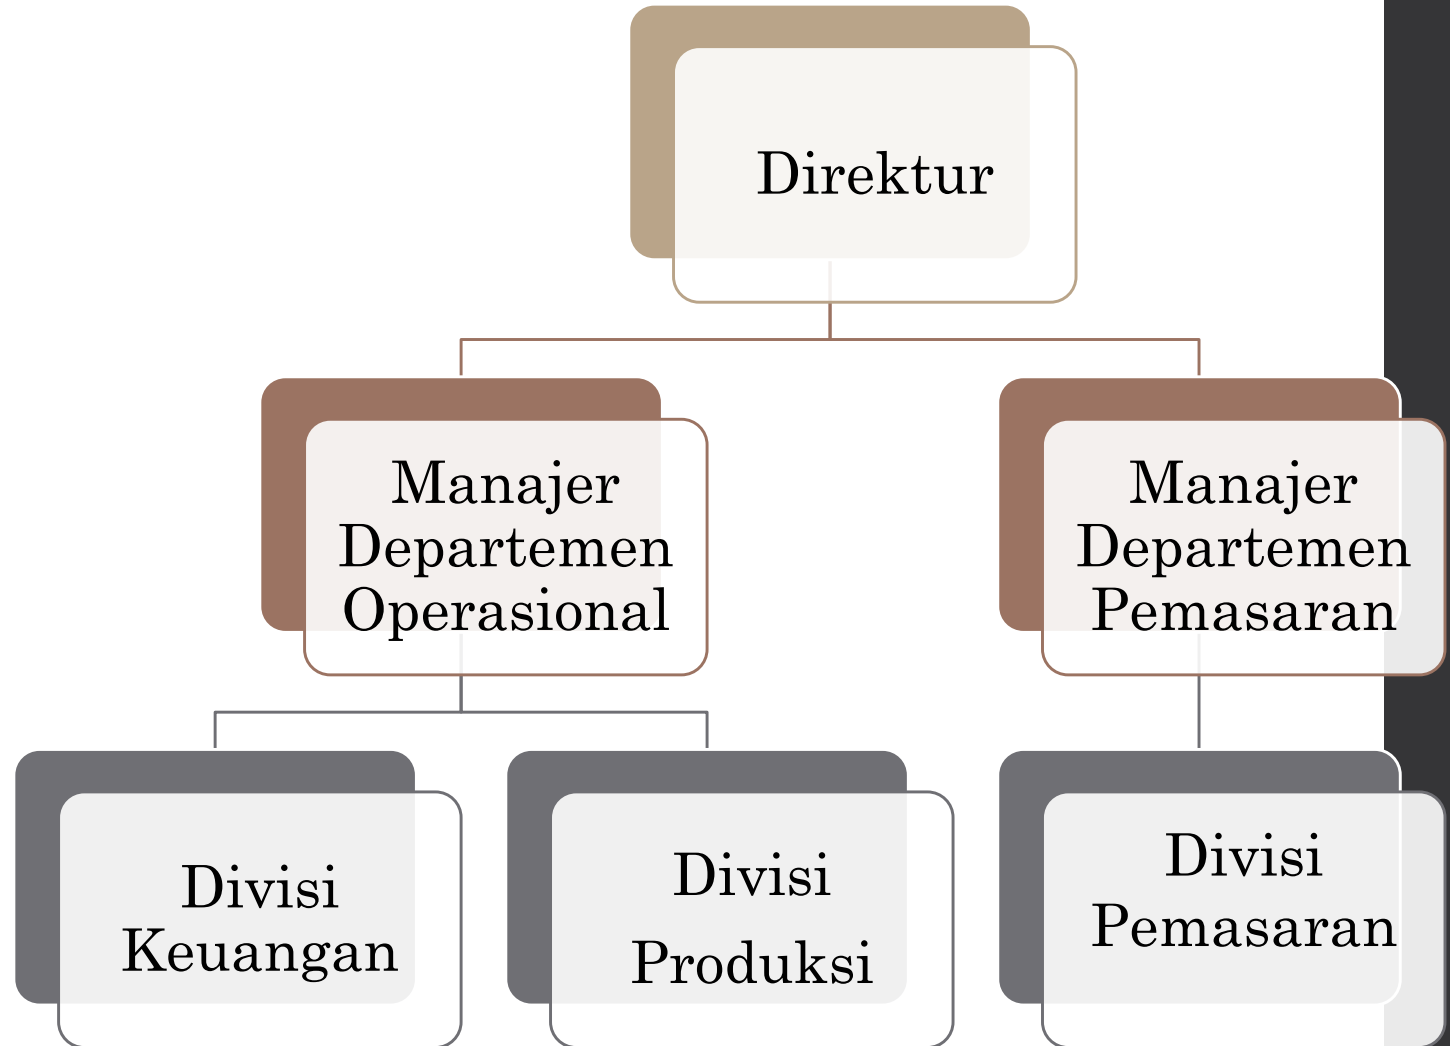 Direktur
Manajer
Departemen
Operasional
Manajer
Departemen
Pemasaran
Divisi
Keuangan
Divisi
Produksi
Divisi
Pemasaran